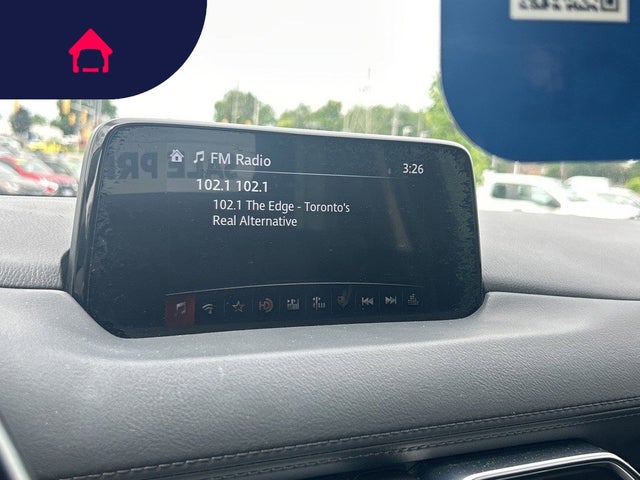 FM Radio
3:26
102.1 102.1
102.1 The Edge - Toronto's
Real Alternative